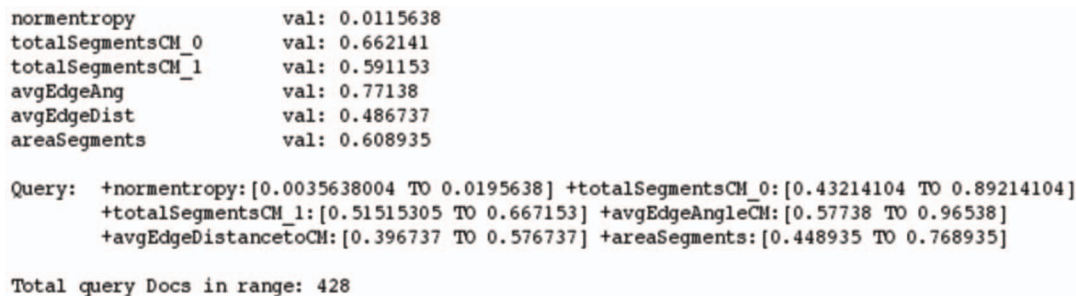 normentropy val: 0.0115638
totalSegmentsCM_0 val: 0.662141
totalSegmentsCM_1 val: 0.591153
avgEdgeAng val: 0.77138
avgEdgeDist val: 0.486737
areaSegments val: 0.608935
Query: +normentropy:[0.0035638004 TO 0.0195638] +totalSegmentsCM_0:[0.43214104 TO 0.89214104]
+totalSegmentsCM_1:[0.51515305 TO 0.667153] +avgEdgeAngleCM:[0.57738 TO 0.96538]
+avgEdgeDistancetoCM:[0.396737 TO 0.576737] +areaSegments:[0.448935 TO 0.768935]
Total query Docs in range: 428